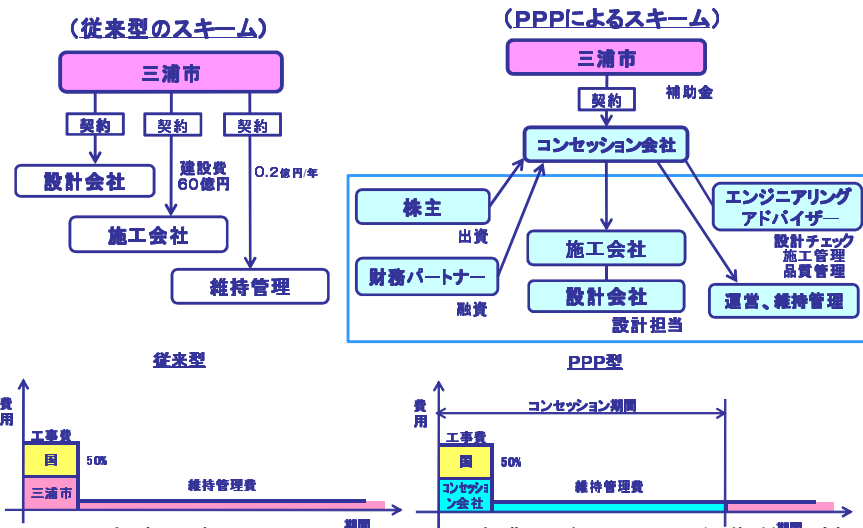 （従来型のスキーム）
三浦市
契約
契約
契約
設計会社
建設費
60億円
0.2億円/年
施工会社
維持管理
（PPPによるスキーム）
三浦市
契約
補助金
コンセッション会社
株主
出資
財務パートナー
融資
施工会社
設計会社
設計担当
エンジニアリング
アドバイザー
設計チェック
施工管理
品質管理
運営、維持管理
従来型
費
用
工事費
国
50%
三浦市
維持管理費
期間
PPP型
費
用
コンセッション期間
工事費
国
50%
コンセッショ
ン会社
維持管理費
期間